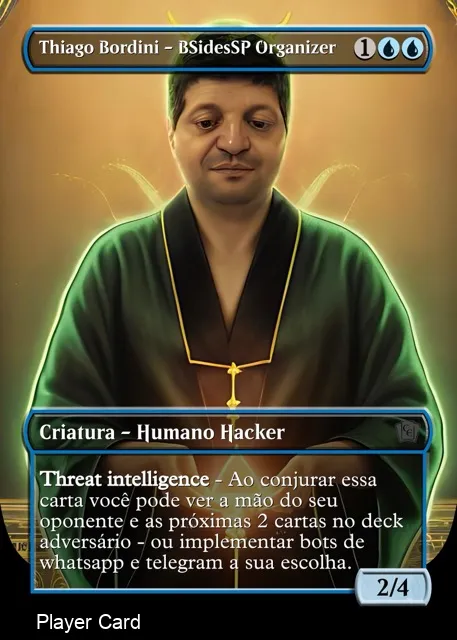 Thiago Bordini – BSidesSP Organizer 1
Criatura – Humano Hacker
Threat intelligence - Ao conjurar essa
carta você pode ver a mão do seu
oponente e as próximas 2 cartas no deck
adversário - ou implementar bots de
whatsapp e telegram a sua escolha.
2/4
Player Card